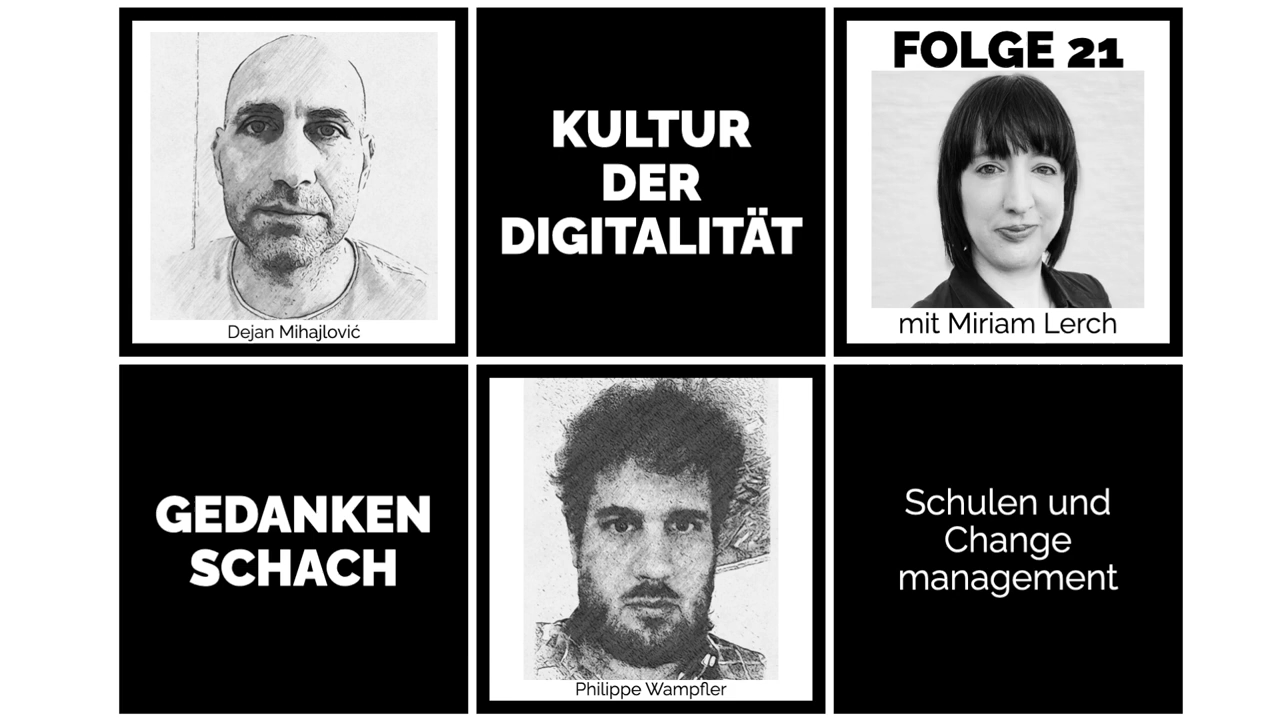 Dejan Mihajlović
KULTUR
DER
DIGITALITÄT
FOLGE 21
mit Miriam Lerch
GEDANKEN
SCHACH
Philippe Wampfler
Schulen und
Change
management